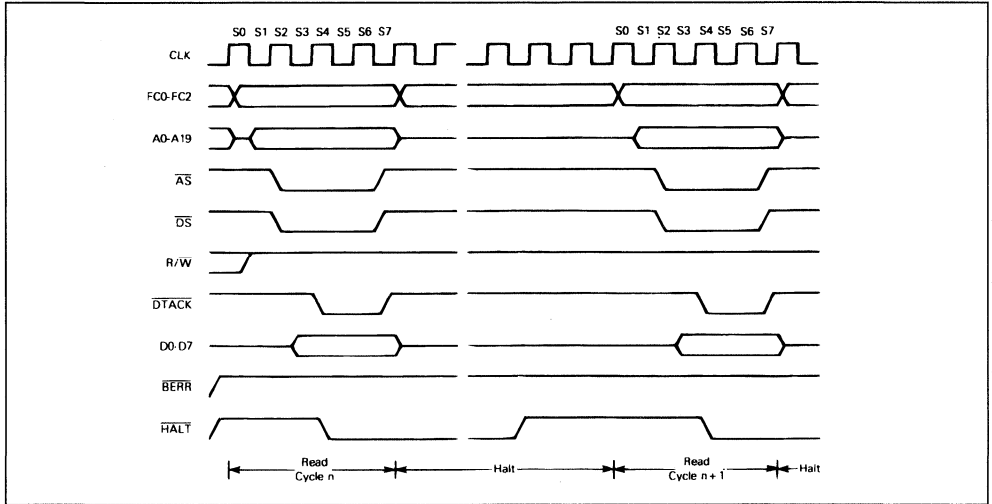 S0 S1 S2 S3 S4 S5 S6 S7 S0 S1 S2 S3 S4 S5 S6 S7
CLK
FC0-FC2
A0-A19
AS
DS
R/W
DTACK
D0-D7
BERR
HALT
Read Cycle n
Halt
Read Cycle n + 1
Halt